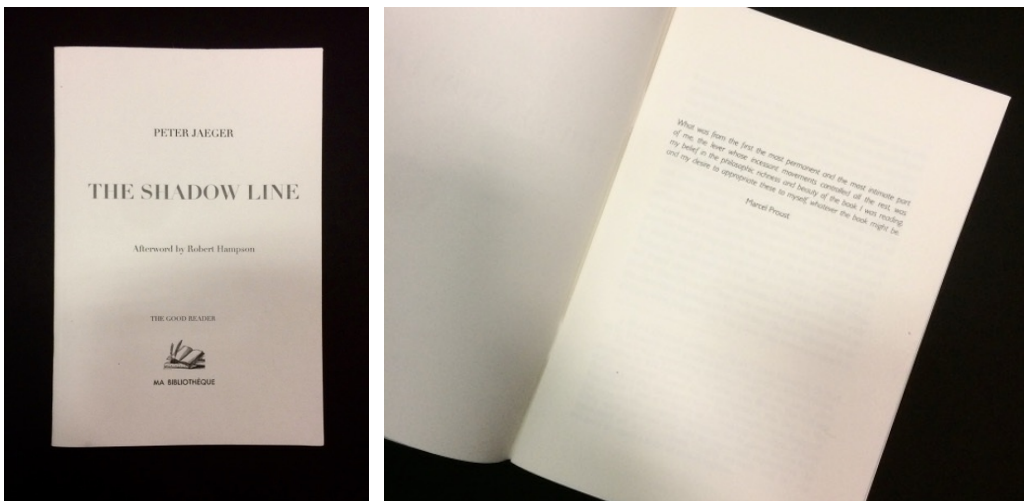 PETER JAEGER
THE SHADOW LINE
Afterword by Robert Hampson
THE GOOD READER
MA BIBLIOTHÈQUE
What was from the first the most permanent and the most intimate part
of me, the lever whose incessant movements controlled all the rest, was
my belief in the philosophic richness and beauty of the book I was reading,
and my desire to appropriate these to myself, whatever the book might be.
Marcel Proust